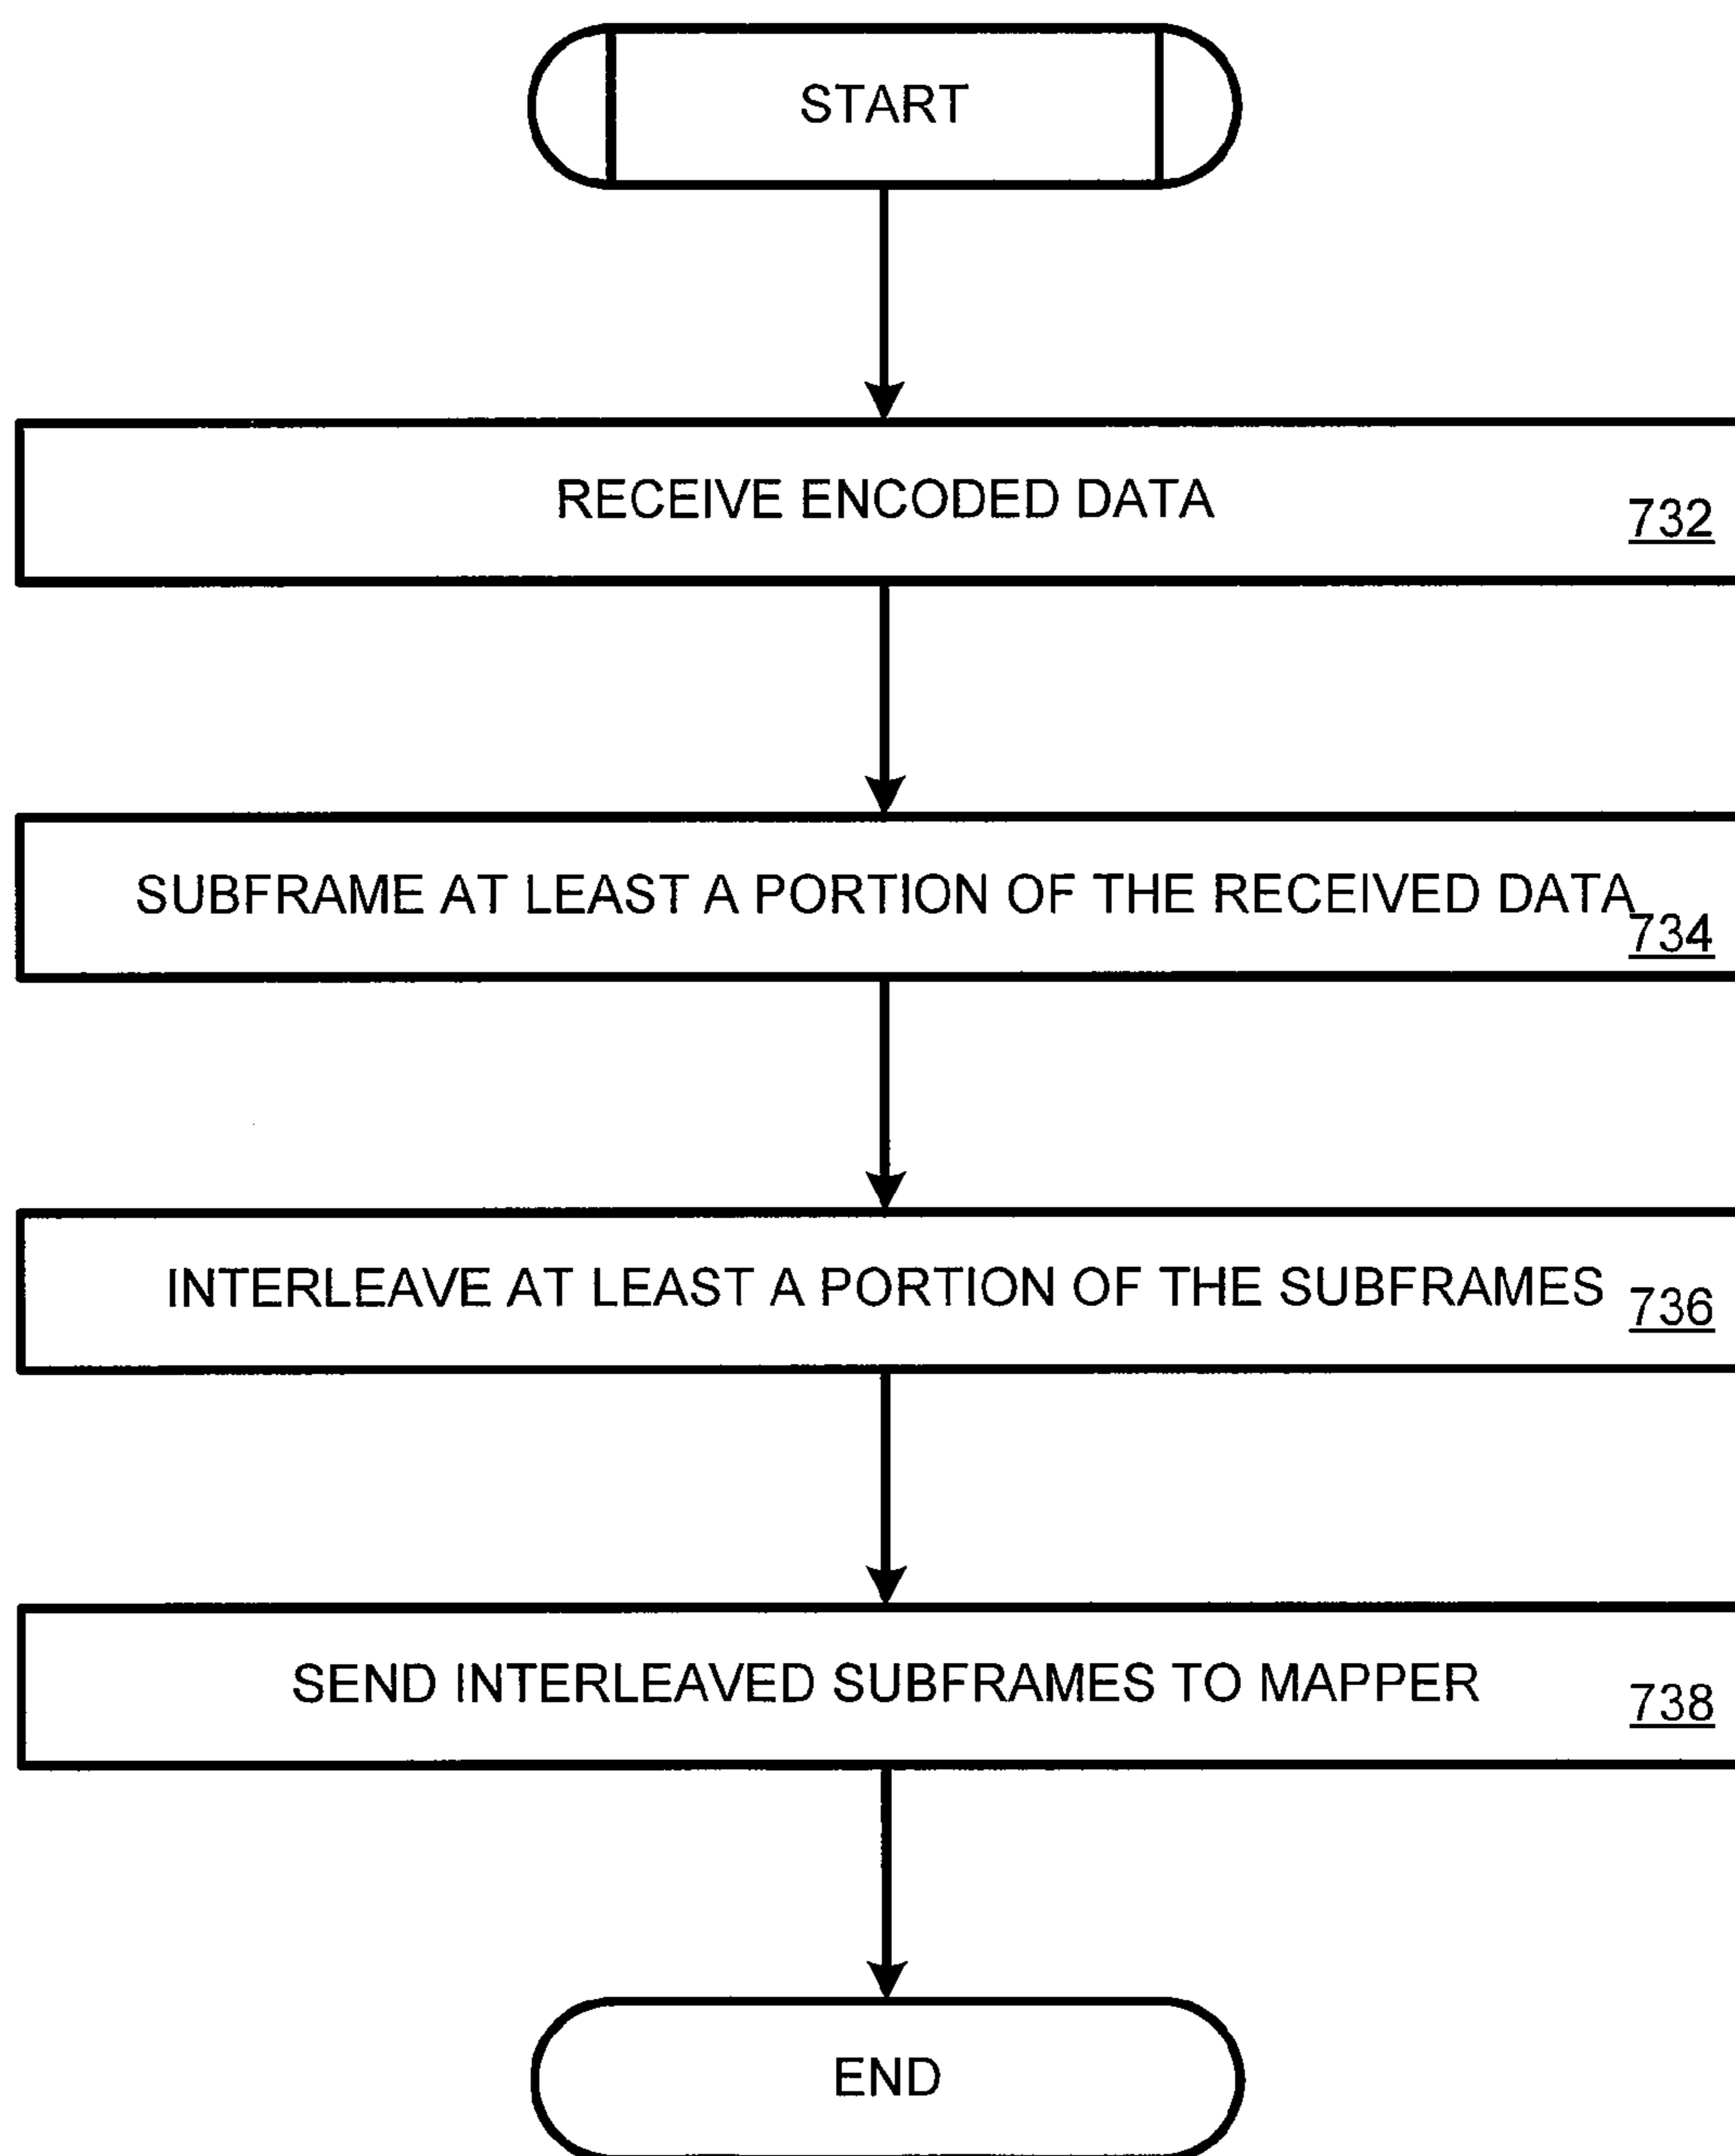 START
RECEIVE ENCODED DATA
732
SUBFRAME AT LEAST A PORTION OF THE RECEIVED DATA
734
INTERLEAVE AT LEAST A PORTION OF THE SUBFRAMES
736
SEND INTERLEAVED SUBFRAMES TO MAPPER
738
END